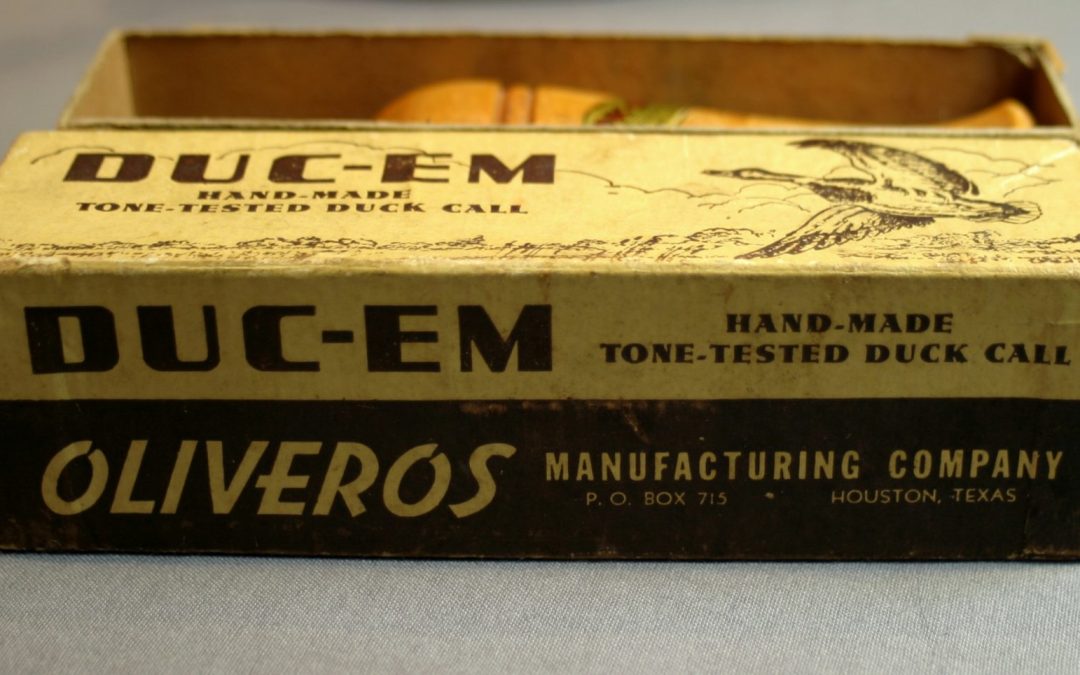 DUC-EM
HAND-MADE
TONE-TESTED DUCK CALL
DUC-EM
HAND-MADE
TONE-TESTED DUCK CALL
OLIVEROS
MANUFACTURING COMPANY
P. O. BOX 715 HOUSTON, TEXAS